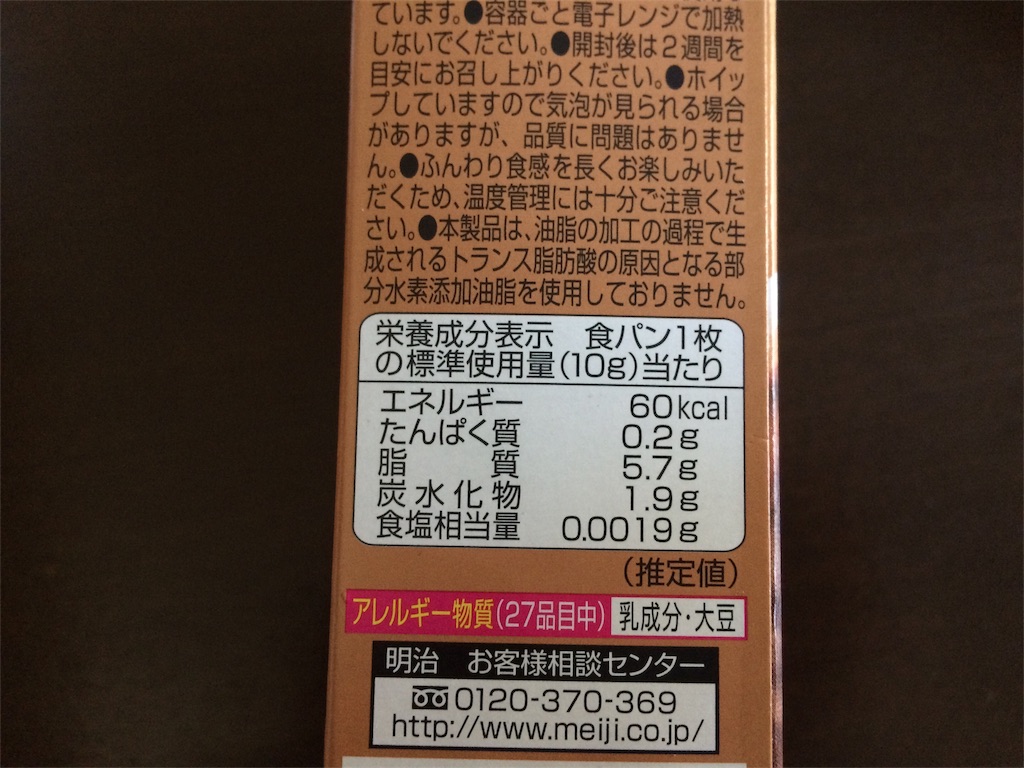 ています。●容器ごと電子レンジで加熱
しないでください。●開封後は2週間を
目安にお召し上がりください。●ホイッ
プしていますので気泡が見られる場合
がありますが、品質に問題はありませ
ん。●ふんわり食感を長くお楽しみいた
だくため、温度管理には十分ご注意くだ
さい。●本製品は、油脂の加工の過程で生
成されるトランス脂肪酸の原因となる部
分水素添加油脂を使用しておりません。
栄養成分表示 食パン1枚
の標準使用量(10g)当たり
エネルギー 60kcal
たんぱく質 0.2g
脂質 5.7g
炭水化物 1.9g
食塩相当量 0.0019g
(推定値)
アレルギー物質(27品目中) 乳成分・大豆
明治 お客様相談センター
0120-370-369
http://www.meiji.co.jp/